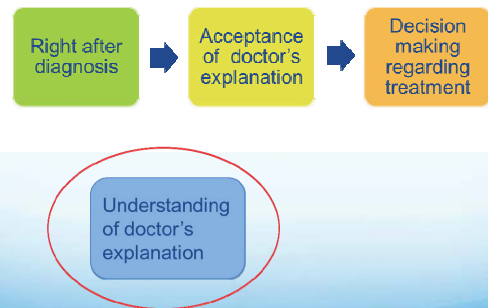 Right after
diagnosis
Acceptance
of doctor's
explanation
Decision
making
regarding
treatment
Understanding
of doctor's
explanation